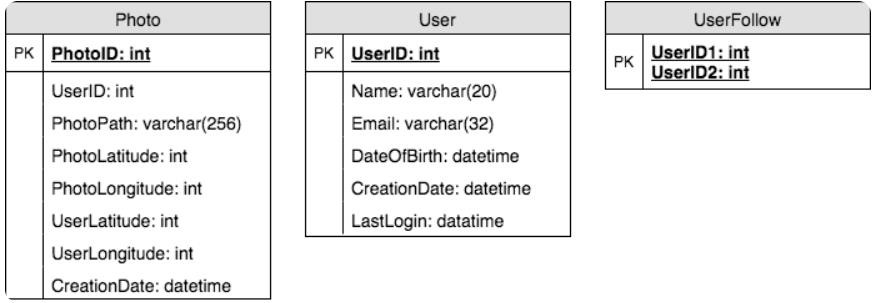 Photo
PK PhotoID: int
UserID: int
PhotoPath: varchar(256)
PhotoLatitude: int
PhotoLongitude: int
UserLatitude: int
UserLongitude: int
CreationDate: datetime
User
PK UserID: int
Name: varchar(20)
Email: varchar(32)
DateOfBirth: datetime
CreationDate: datetime
LastLogin: datatime
UserFollow
PK UserID1: int
UserID2: int